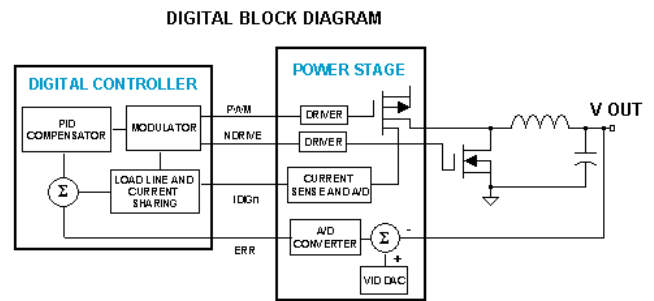 DIGITAL BLOCK DIAGRAM
POWER STAGE
DIGITAL CONTROLLER
PWM
DRIVER
V OUT
PID
COMPENSATOR
MODULATOR
NDRIVE
DRIVER
LOAD LINE AND
CURRENT
SHARING
CURRENT
SENSE AND A/D
Σ
IDIGn
A/D
CONVERTER
Σ
-
ERR
+
VID DAC